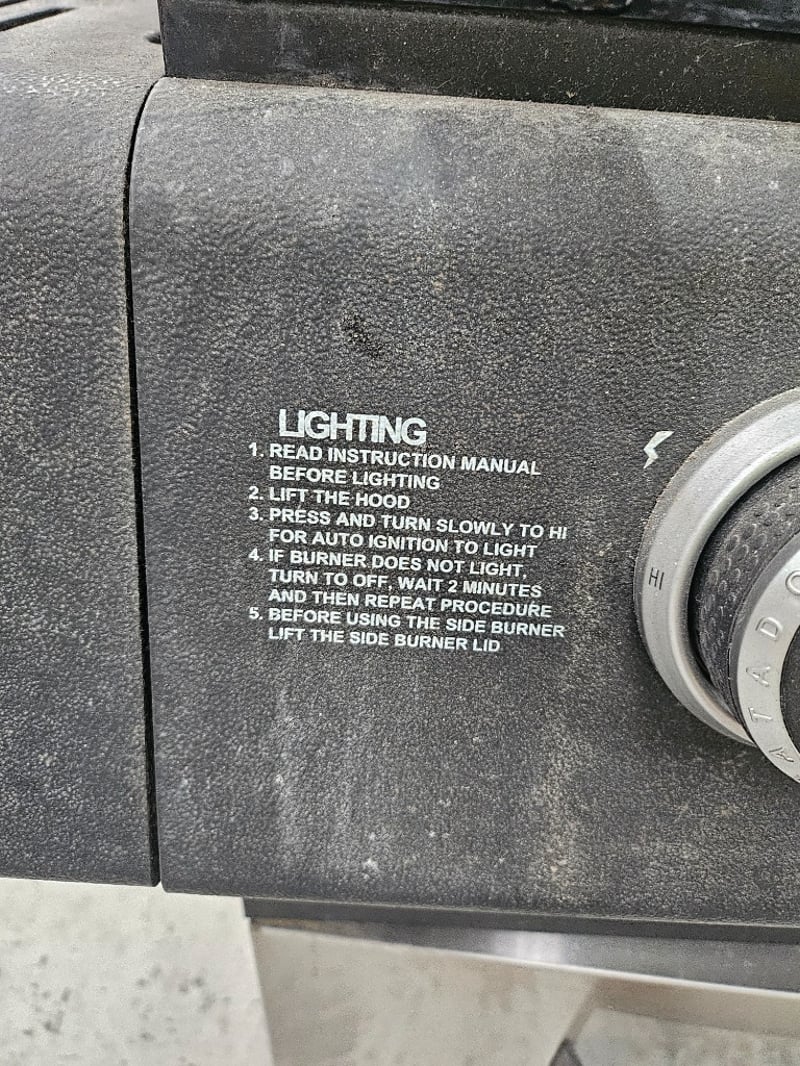 LIGHTING
1. READ INSTRUCTION MANUAL
BEFORE LIGHTING
2. LIFT THE HOOD
3. PRESS AND TURN SLOWLY TO HI
FOR AUTO IGNITION TO LIGHT
4. IF BURNER DOES NOT LIGHT,
TURN TO OFF, WAIT 2 MINUTES
AND THEN REPEAT PROCEDURE
5. BEFORE USING THE SIDE BURNER
LIFT THE SIDE BURNER LID
HI